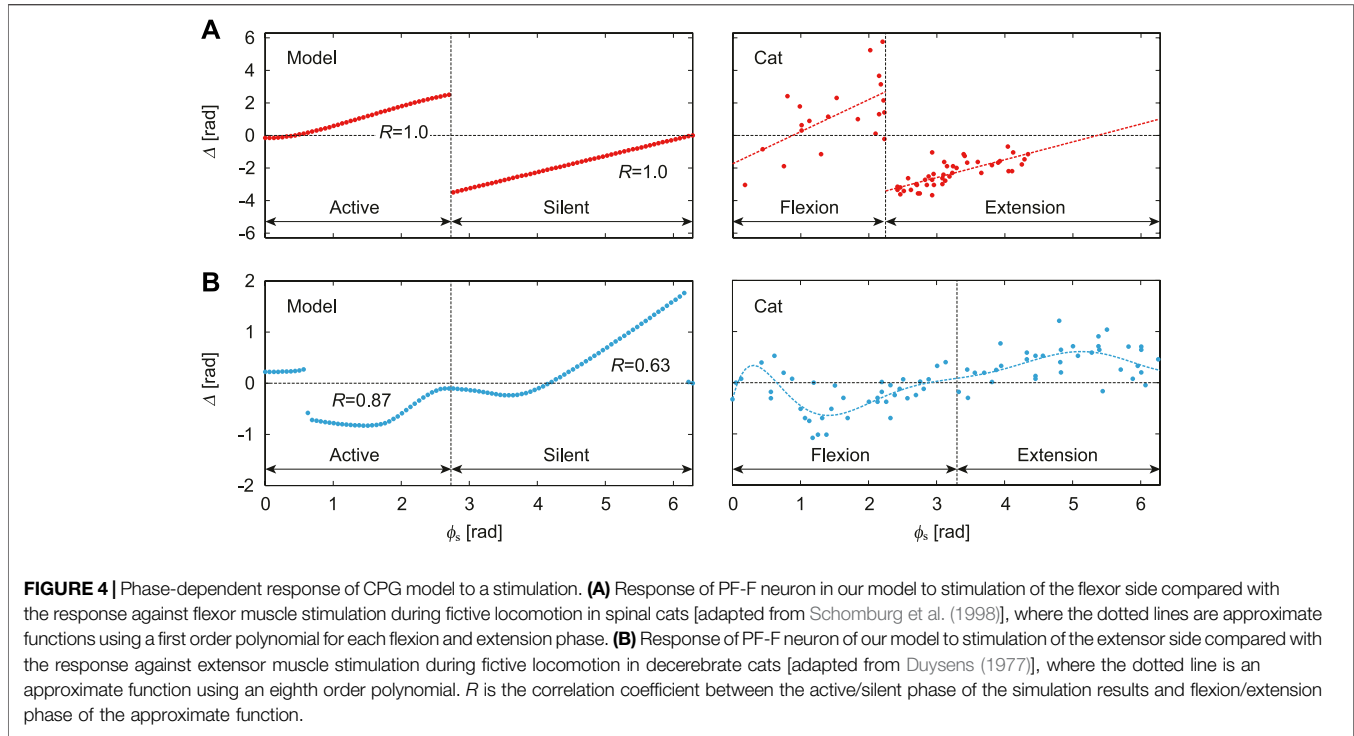 A
6
4
2
0
-2
-4
-6
Δ [rad]
Model
R=1.0
R=1.0
Active
Silent
Cat
Flexion
Extension
B
2
1
0
-1
-2
Δ [rad]
Model
R=0.87
R=0.63
Active
Silent
0 1 2 3 4 5 6
ϕs [rad]
Cat
Flexion
Extension
0 1 2 3 4 5 6
ϕs [rad]
FIGURE 4 | Phase-dependent response of CPG model to a stimulation. (A) Response of PF-F neuron in our model to stimulation of the flexor side compared with
the response against flexor muscle stimulation during fictive locomotion in spinal cats [adapted from Schomburg et al. (1998)], where the dotted lines are approximate
functions using a first order polynomial for each flexion and extension phase. (B) Response of PF-F neuron of our model to stimulation of the extensor side compared with
the response against extensor muscle stimulation during fictive locomotion in decerebrate cats [adapted from Duysens (1977)], where the dotted line is an
approximate function using an eighth order polynomial. R is the correlation coefficient between the active/silent phase of the simulation results and flexion/extension
phase of the approximate function.